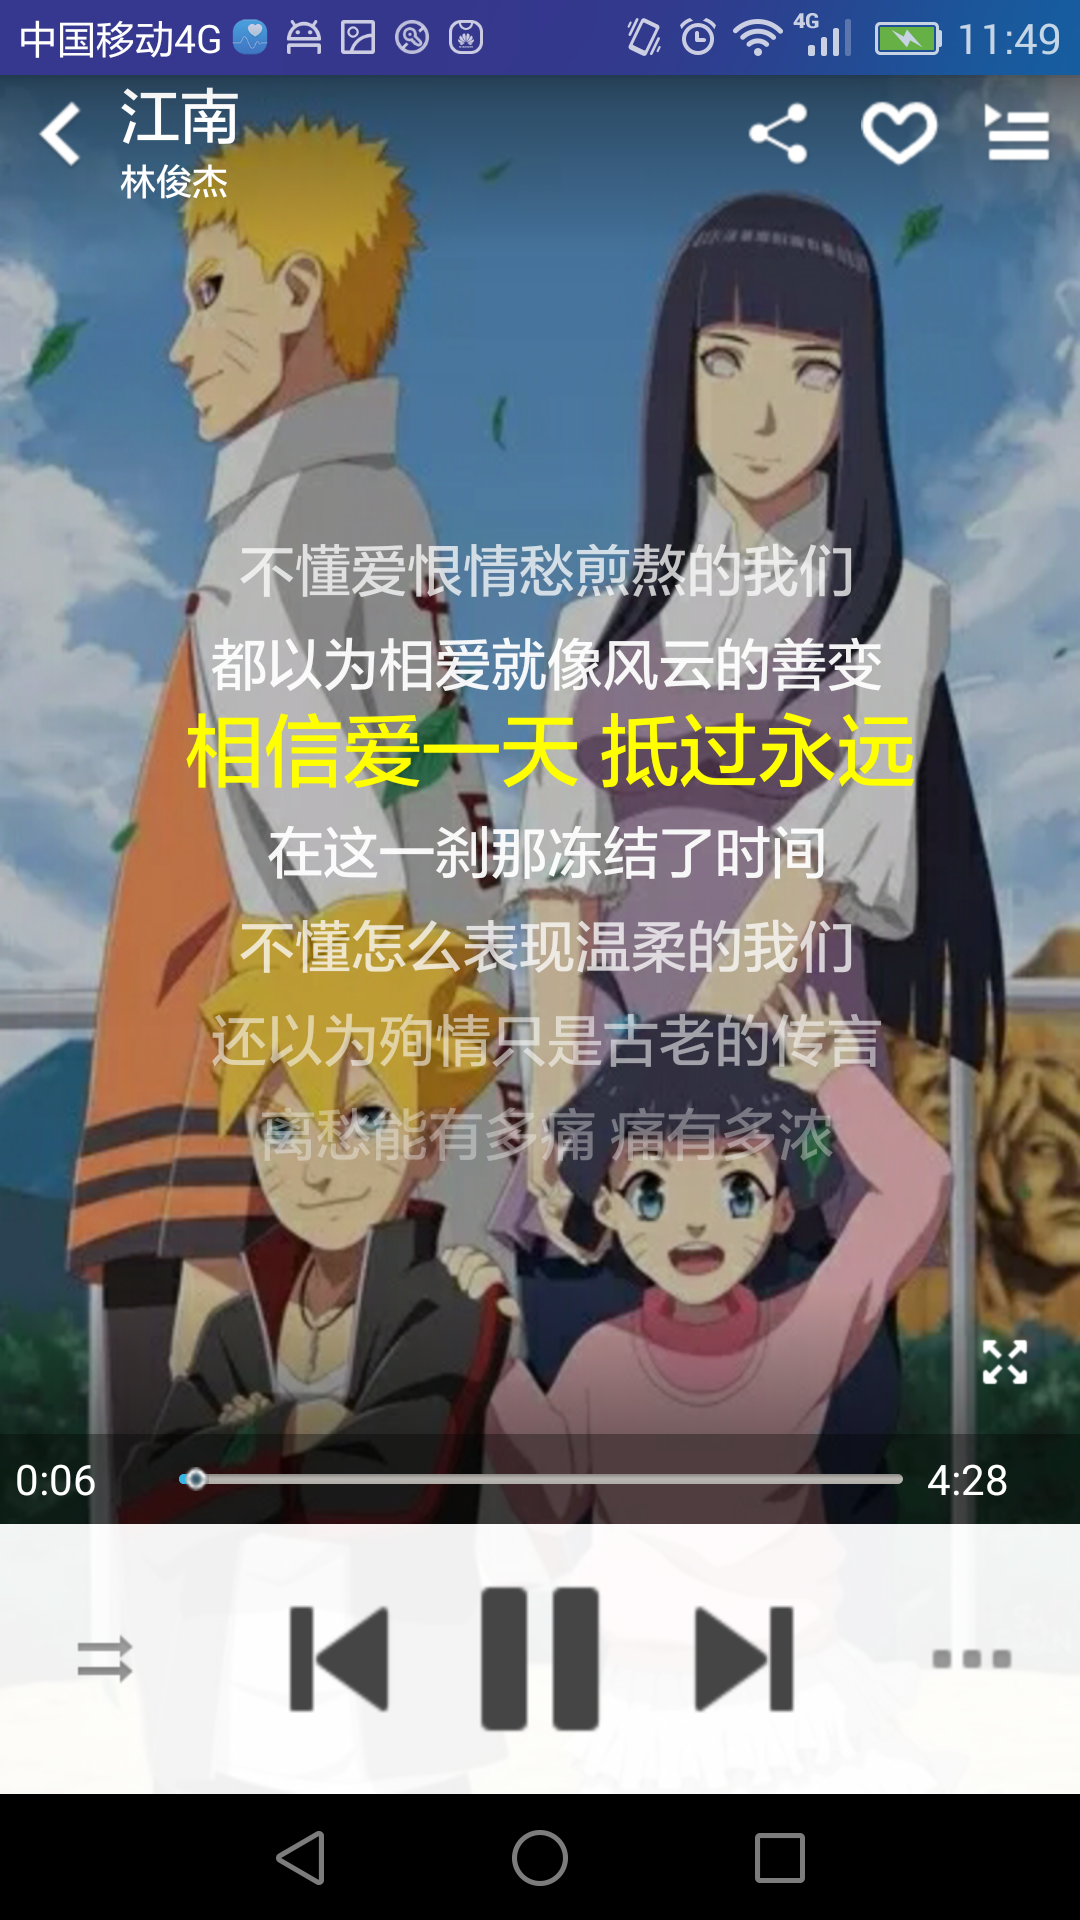 中国移动4G
4G
11:49
江南
林俊杰
不懂爱恨情愁煎熬的我们
都以为相爱就像风云的善变
相信爱一天 抵过永远
在这一刹那冻结了时间
不懂怎么表现温柔的我们
还以为殉情只是古老的传言
离愁能有多痛 痛有多浓
0:06
4:28